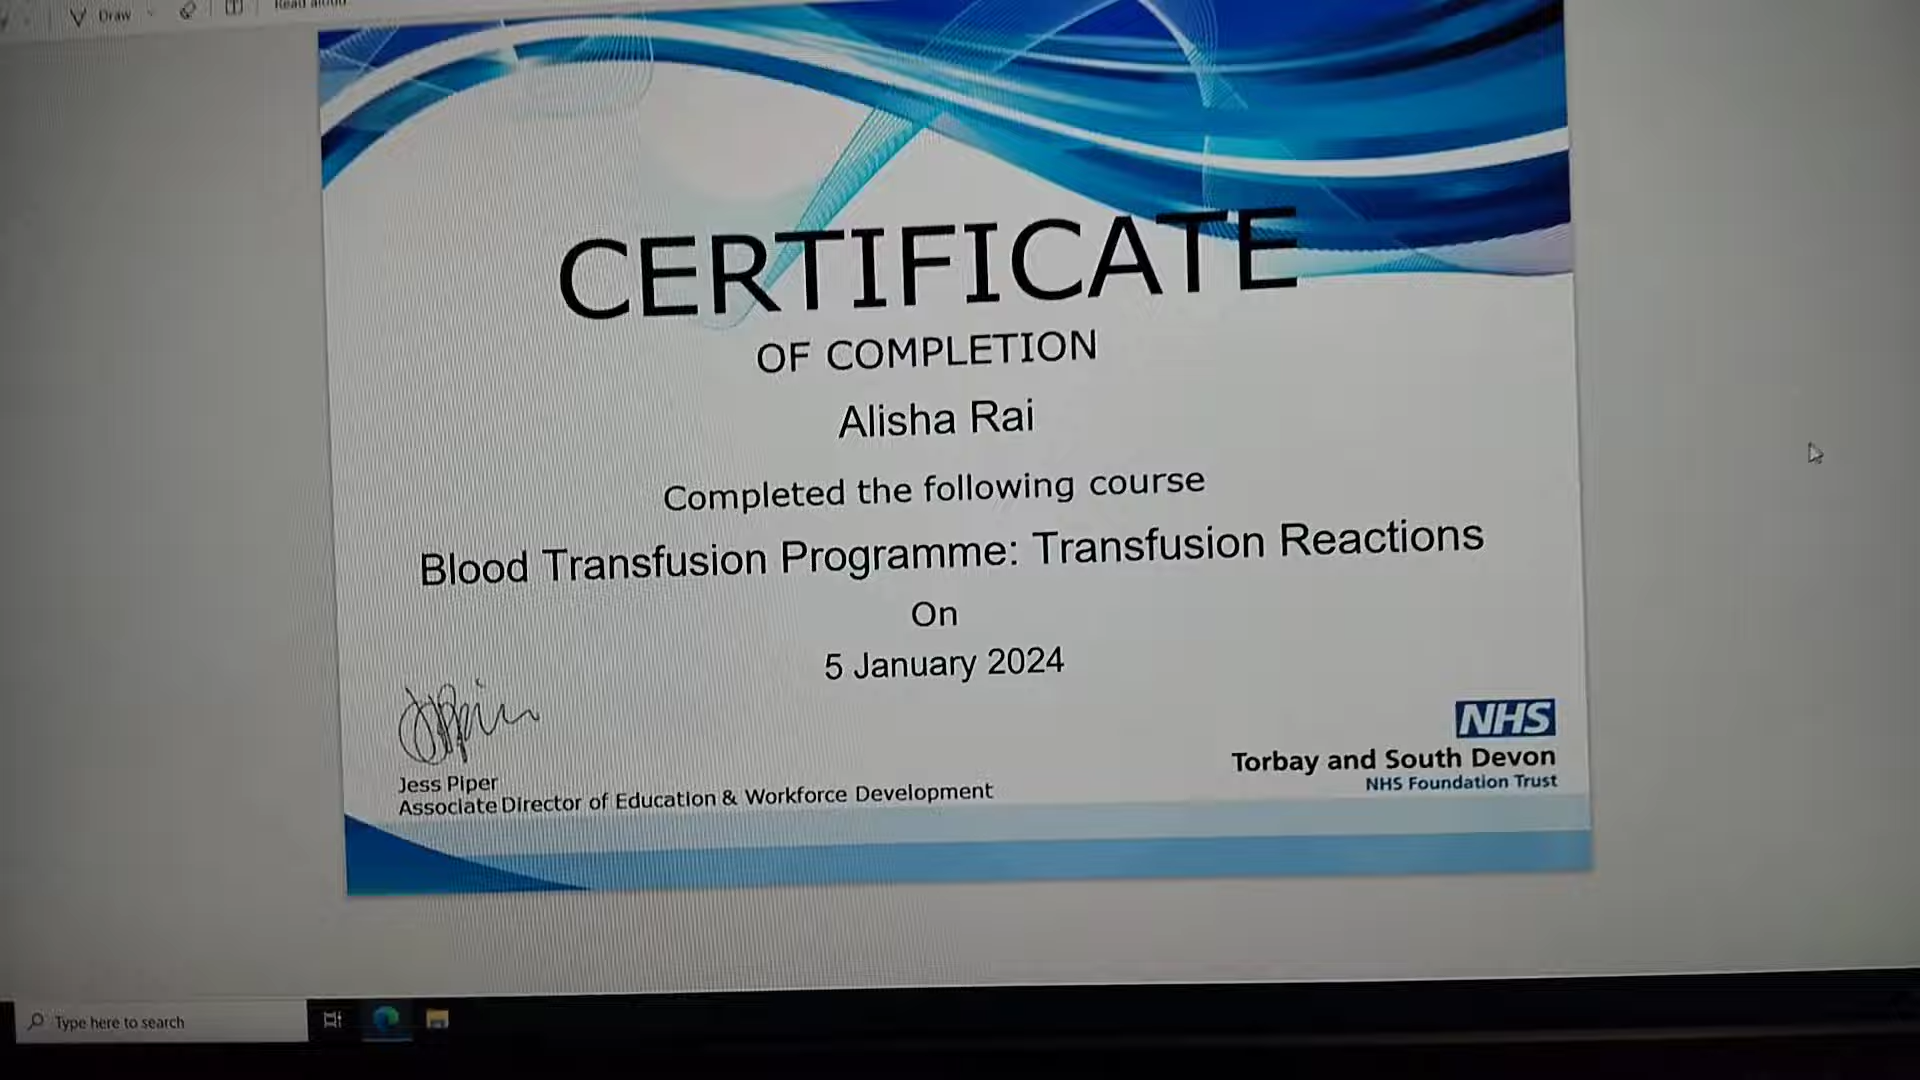 Draw
Read aloud
CERTIFICATE
OF COMPLETION
Alisha Rai
Completed the following course
Blood Transfusion Programme: Transfusion Reactions
On
5 January 2024
Jess Piper
Associate Director of Education & Workforce Development
NHS
Torbay and South Devon
NHS Foundation Trust
Type here to search